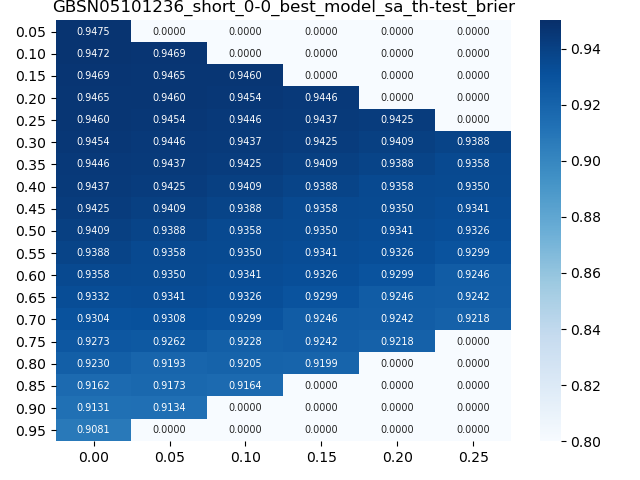 GBSN05101236_short_0-0_best_model_sa_th-test_brier
0.05 0.9475 0.0000 0.0000 0.0000 0.0000 0.0000
0.10 0.9472 0.9469 0.0000 0.0000 0.0000 0.0000
0.15 0.9469 0.9465 0.9460 0.0000 0.0000 0.0000
0.20 0.9465 0.9460 0.9454 0.9446 0.0000 0.0000
0.25 0.9460 0.9454 0.9446 0.9437 0.9425 0.0000
0.30 0.9454 0.9446 0.9437 0.9425 0.9409 0.9388
0.35 0.9446 0.9437 0.9425 0.9409 0.9388 0.9358
0.40 0.9437 0.9425 0.9409 0.9388 0.9358 0.9350
0.45 0.9425 0.9409 0.9388 0.9358 0.9350 0.9341
0.50 0.9409 0.9388 0.9358 0.9350 0.9341 0.9326
0.55 0.9388 0.9358 0.9350 0.9341 0.9326 0.9299
0.60 0.9358 0.9350 0.9341 0.9326 0.9299 0.9246
0.65 0.9332 0.9341 0.9326 0.9299 0.9246 0.9242
0.70 0.9304 0.9308 0.9299 0.9246 0.9242 0.9218
0.75 0.9273 0.9262 0.9228 0.9242 0.9218 0.0000
0.80 0.9230 0.9193 0.9205 0.9199 0.0000 0.0000
0.85 0.9162 0.9173 0.9164 0.0000 0.0000 0.0000
0.90 0.9131 0.9134 0.0000 0.0000 0.0000 0.0000
0.95 0.9081 0.0000 0.0000 0.0000 0.0000 0.0000
0.00 0.05 0.10 0.15 0.20 0.25
0.94
0.92
0.90
0.88
0.86
0.84
0.82
0.80